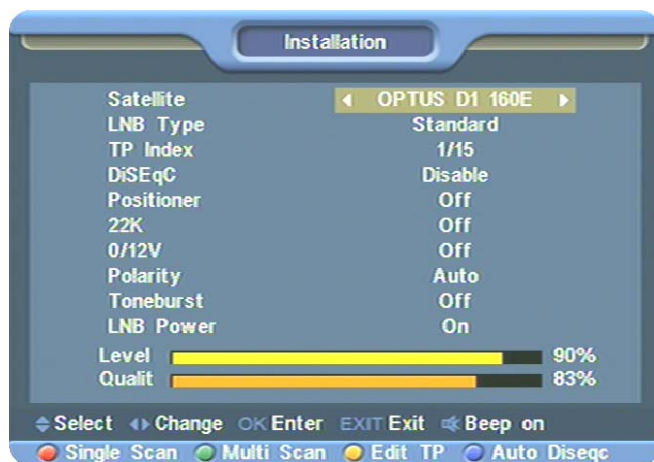 Installation
Satellite OPTUS D1 160E
LNB Type Standard
TP Index 1/15
DiSEqC Disable
Positioner Off
22K Off
0/12V Off
Polarity Auto
Toneburst Off
LNB Power On
Level 90%
Qualit 83%
Select Change OK Enter EXIT Exit Beep on
Single Scan Multi Scan Edit TP Auto Diseqc